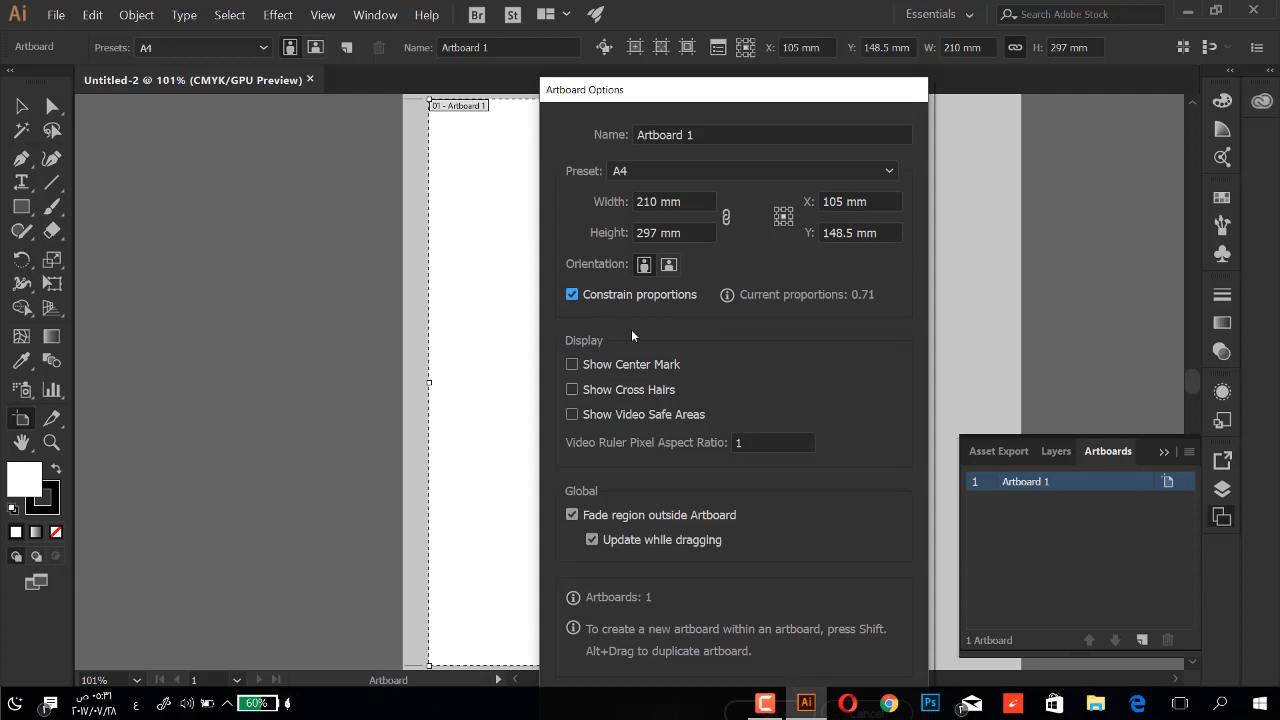 Ai File Edit Object Type Select Effect View Window Help Br St Essentials Search Adobe Stock
Artboard Presets: A4 Name: Artboard 1 X: 105 mm Y: 148.5 mm W: 210 mm H: 297 mm
Untitled-2 @ 101% (CMYK/GPU Preview)
01 - Artboard 1
Artboard Options
Name: Artboard 1
Preset: A4
Width: 210 mm X: 105 mm
Height: 297 mm Y: 148.5 mm
Orientation:
Constrain proportions Current proportions: 0.71
Display
Show Center Mark
Show Cross Hairs
Show Video Safe Areas
Video Ruler Pixel Aspect Ratio: 1
Global
Fade region outside Artboard
Update while dragging
Artboards: 1
To create a new artboard within an artboard, press Shift.
Alt+Drag to duplicate artboard.
Asset Export Layers Artboards
1 Artboard 1
1 Artboard
101% 1 Artboard
60% Ai Ps